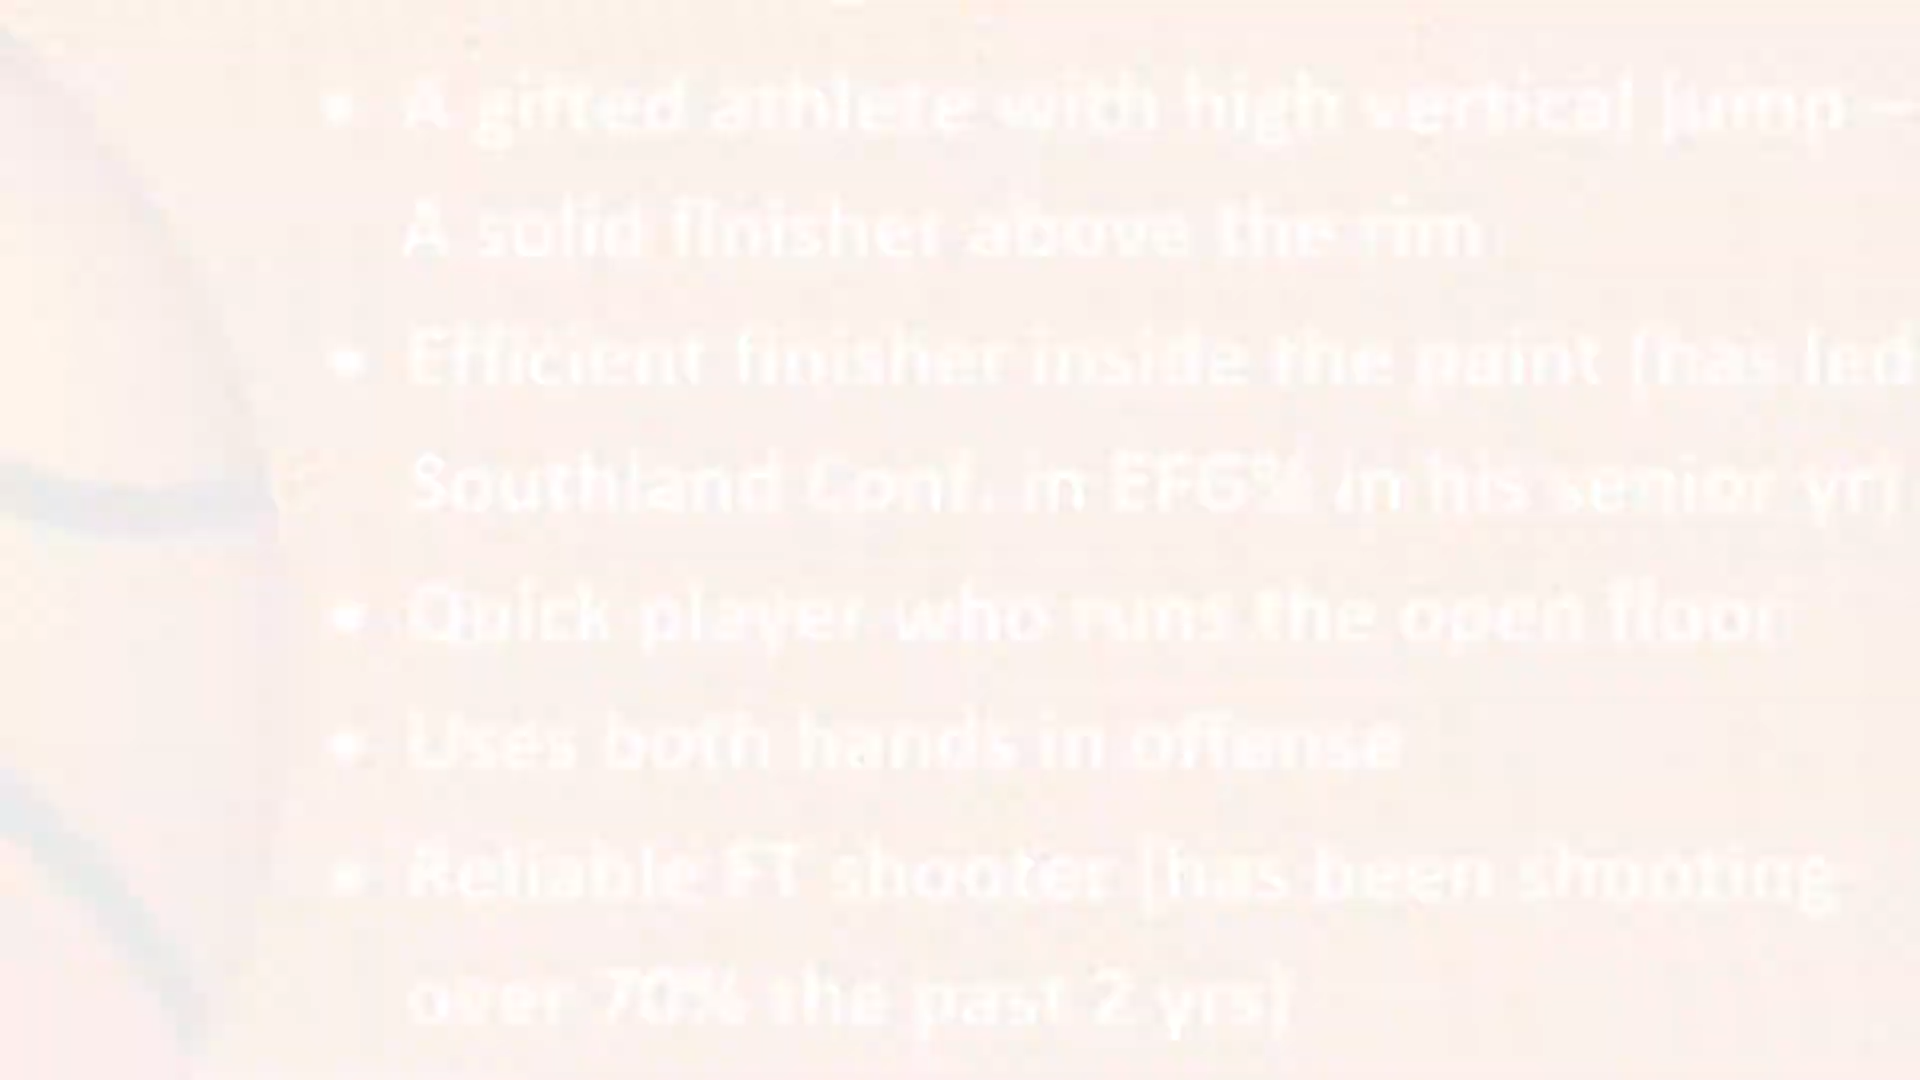 • A gifted athlete with high vertical jump –
A solid finisher above the rim
• Efficient finisher inside the paint (has led
Southland Conf. in EFG% in his senior yr)
• Quick player who runs the open floor
• Uses both hands in offense
• Reliable FT shooter (has been shooting
over 70% the past 2 yrs)